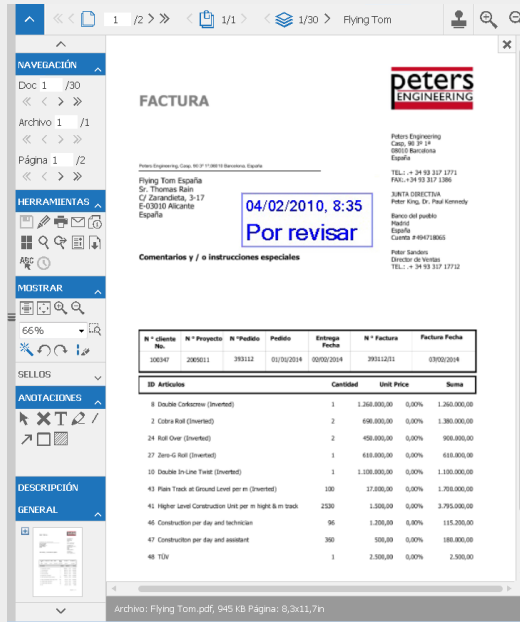 1 /2 1/1 1/30 Flying Tom
NAVEGACIÓN
Doc 1 /30
Archivo 1 /1
Página 1 /2
HERRAMIENTAS
ABC
MOSTRAR
66%
SELLOS
ANOTACIONES
T
DESCRIPCIÓN
GENERAL
peters
ENGINEERING
FACTURA
Peters Engineering
Casp, 90 3º 1ª
08010 Barcelona
España
TEL.: .+ 34 93 317 1771
FAX:.+34 93 317 1386
JUNTA DIRECTIVA
Peter King, Dr. Paul Kennedy
Banco del pueblo
Madrid
España
Cuenta #494718065
Peter Sanders
Director de Ventas
TEL.: .+ 34 93 317 17712
Peters Engineering; Casp, 90 3º 1ª08010 Barcelona, España
Flying Tom España
Sr. Thomas Rain
C/ Zarandieta, 3-17
E-03010 Alicante
España
04/02/2010, 8:35
Por revisar
Comentarios y / o instrucciones especiales
N º cliente No. N º Proyecto N ºPedido Pedido Entrega Fecha N º Factura Factura Fecha
100347 2005011 393112 01/01/2014 02/02/2014 393112/31 03/02/2014
ID Artículos Cantidad Unit Price Suma
8 Double Corkscrew (Inverted) 1 1.260.000,00 0,00% 1.260.000,00
2 Cobra Roll (Inverted) 2 690.000,00 0,00% 1.380.000,00
24 Roll Over (Inverted) 2 450.000,00 0,00% 900.000,00
27 Zero-G Roll (Inverted) 1 610.000,00 0,00% 610.000,00
10 Double In-Line Twist (Inverted) 1 1.100.000,00 0,00% 1.100.000,00
43 Plain Track at Ground Level per m (Inverted) 100 17.000,00 0,00% 1.700.000,00
41 Higher Level Construction Unit per m hight & m track 2530 1.500,00 0,00% 3.795.000,00
46 Construction per day and technician 96 1.200,00 0,00% 115.200,00
47 Construction per day and assistant 360 500,00 0,00% 180.000,00
48 TÜV 1 2.500,00 0,00% 2.500,00
Archivo: Flying Tom.pdf, 945 KB Página: 8,3x11,7in